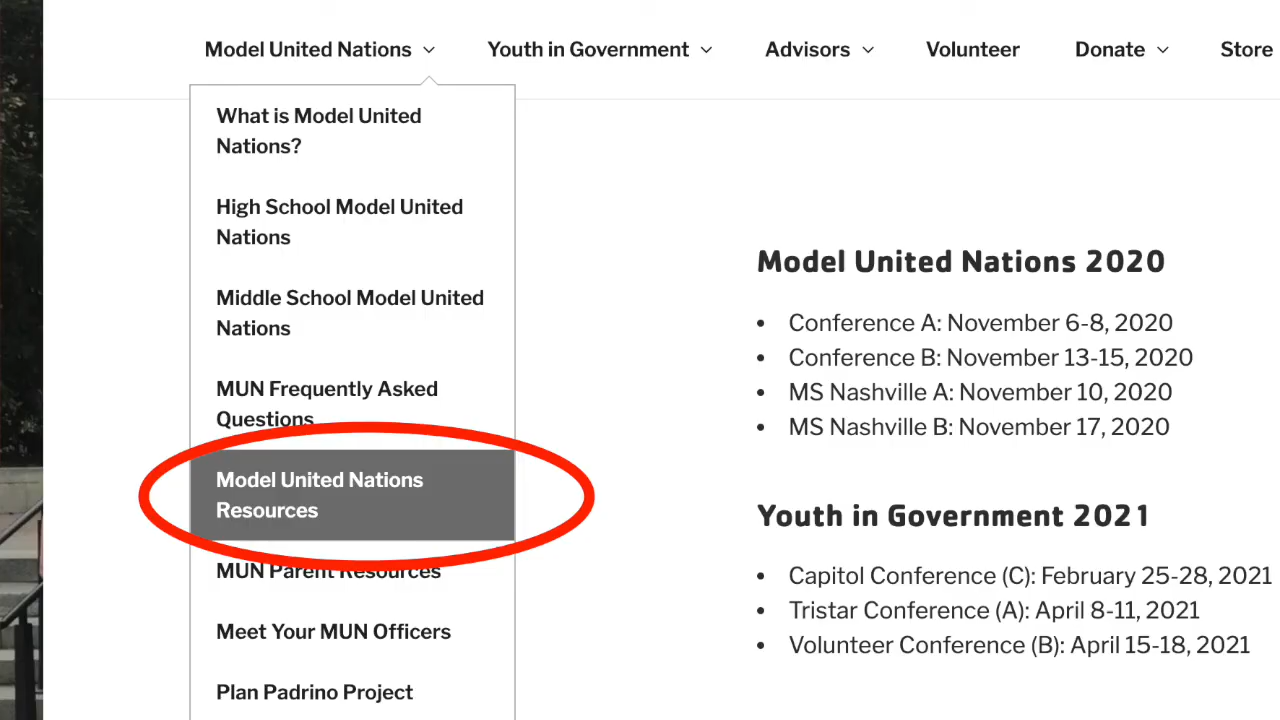 Model United Nations
Youth in Government
Advisors
Volunteer
Donate
Store
What is Model United
Nations?
High School Model United
Nations
Middle School Model United
Nations
MUN Frequently Asked
Questions
Model United Nations
Resources
MUN Parent Resources
Meet Your MUN Officers
Plan Padrino Project
Model United Nations 2020
• Conference A: November 6-8, 2020
• Conference B: November 13-15, 2020
• MS Nashville A: November 10, 2020
• MS Nashville B: November 17, 2020
Youth in Government 2021
• Capitol Conference (C): February 25-28, 2021
• Tristar Conference (A): April 8-11, 2021
• Volunteer Conference (B): April 15-18, 2021